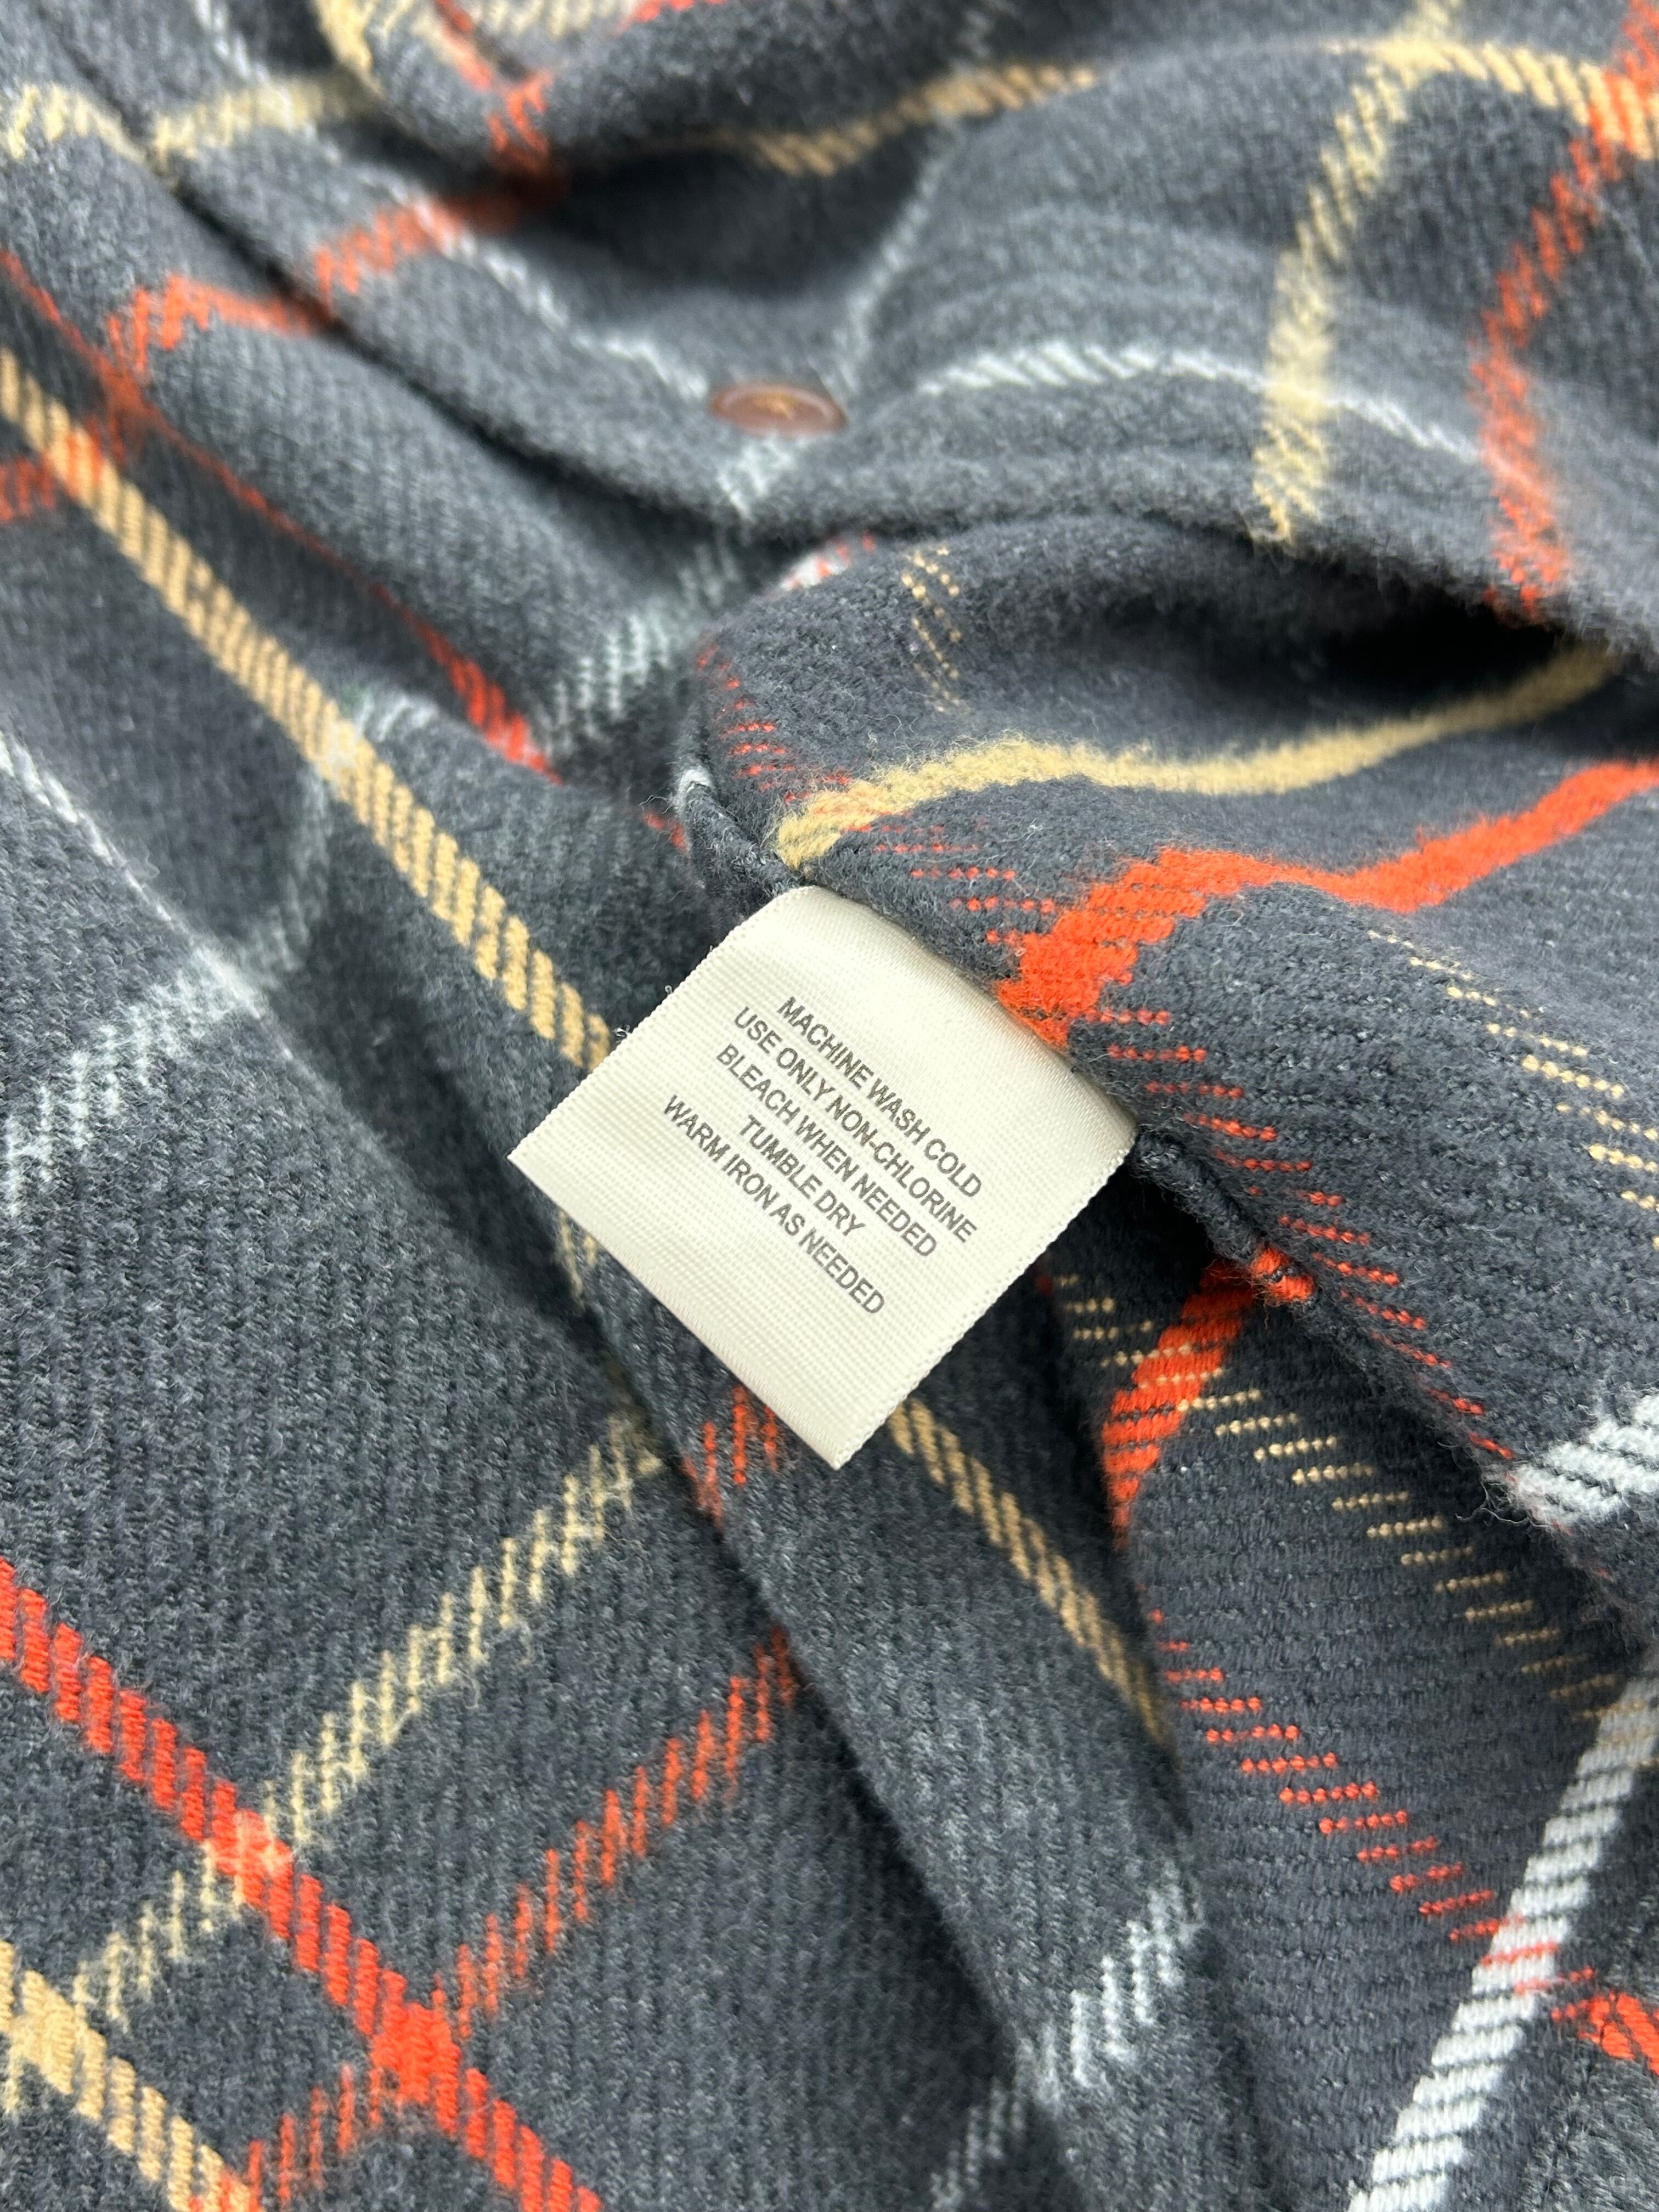 MACHINE WASH COLD
USE ONLY NON-CHLORINE
BLEACH WHEN NEEDED
TUMBLE DRY
WARM IRON AS NEEDED